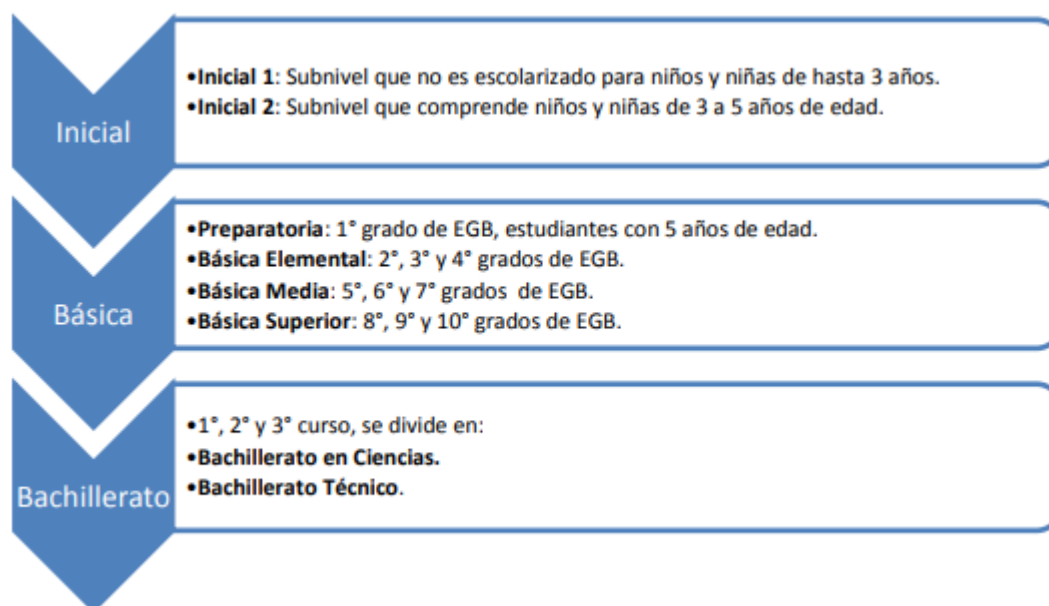 Inicial
•Inicial 1: Subnivel que no es escolarizado para niños y niñas de hasta 3 años.
•Inicial 2: Subnivel que comprende niños y niñas de 3 a 5 años de edad.
Básica
•Preparatoria: 1° grado de EGB, estudiantes con 5 años de edad.
•Básica Elemental: 2°, 3° y 4° grados de EGB.
•Básica Media: 5°, 6° y 7° grados  de EGB.
•Básica Superior: 8°, 9° y 10° grados de EGB.
Bachillerato
•1°, 2° y 3° curso, se divide en:
•Bachillerato en Ciencias.
•Bachillerato Técnico.